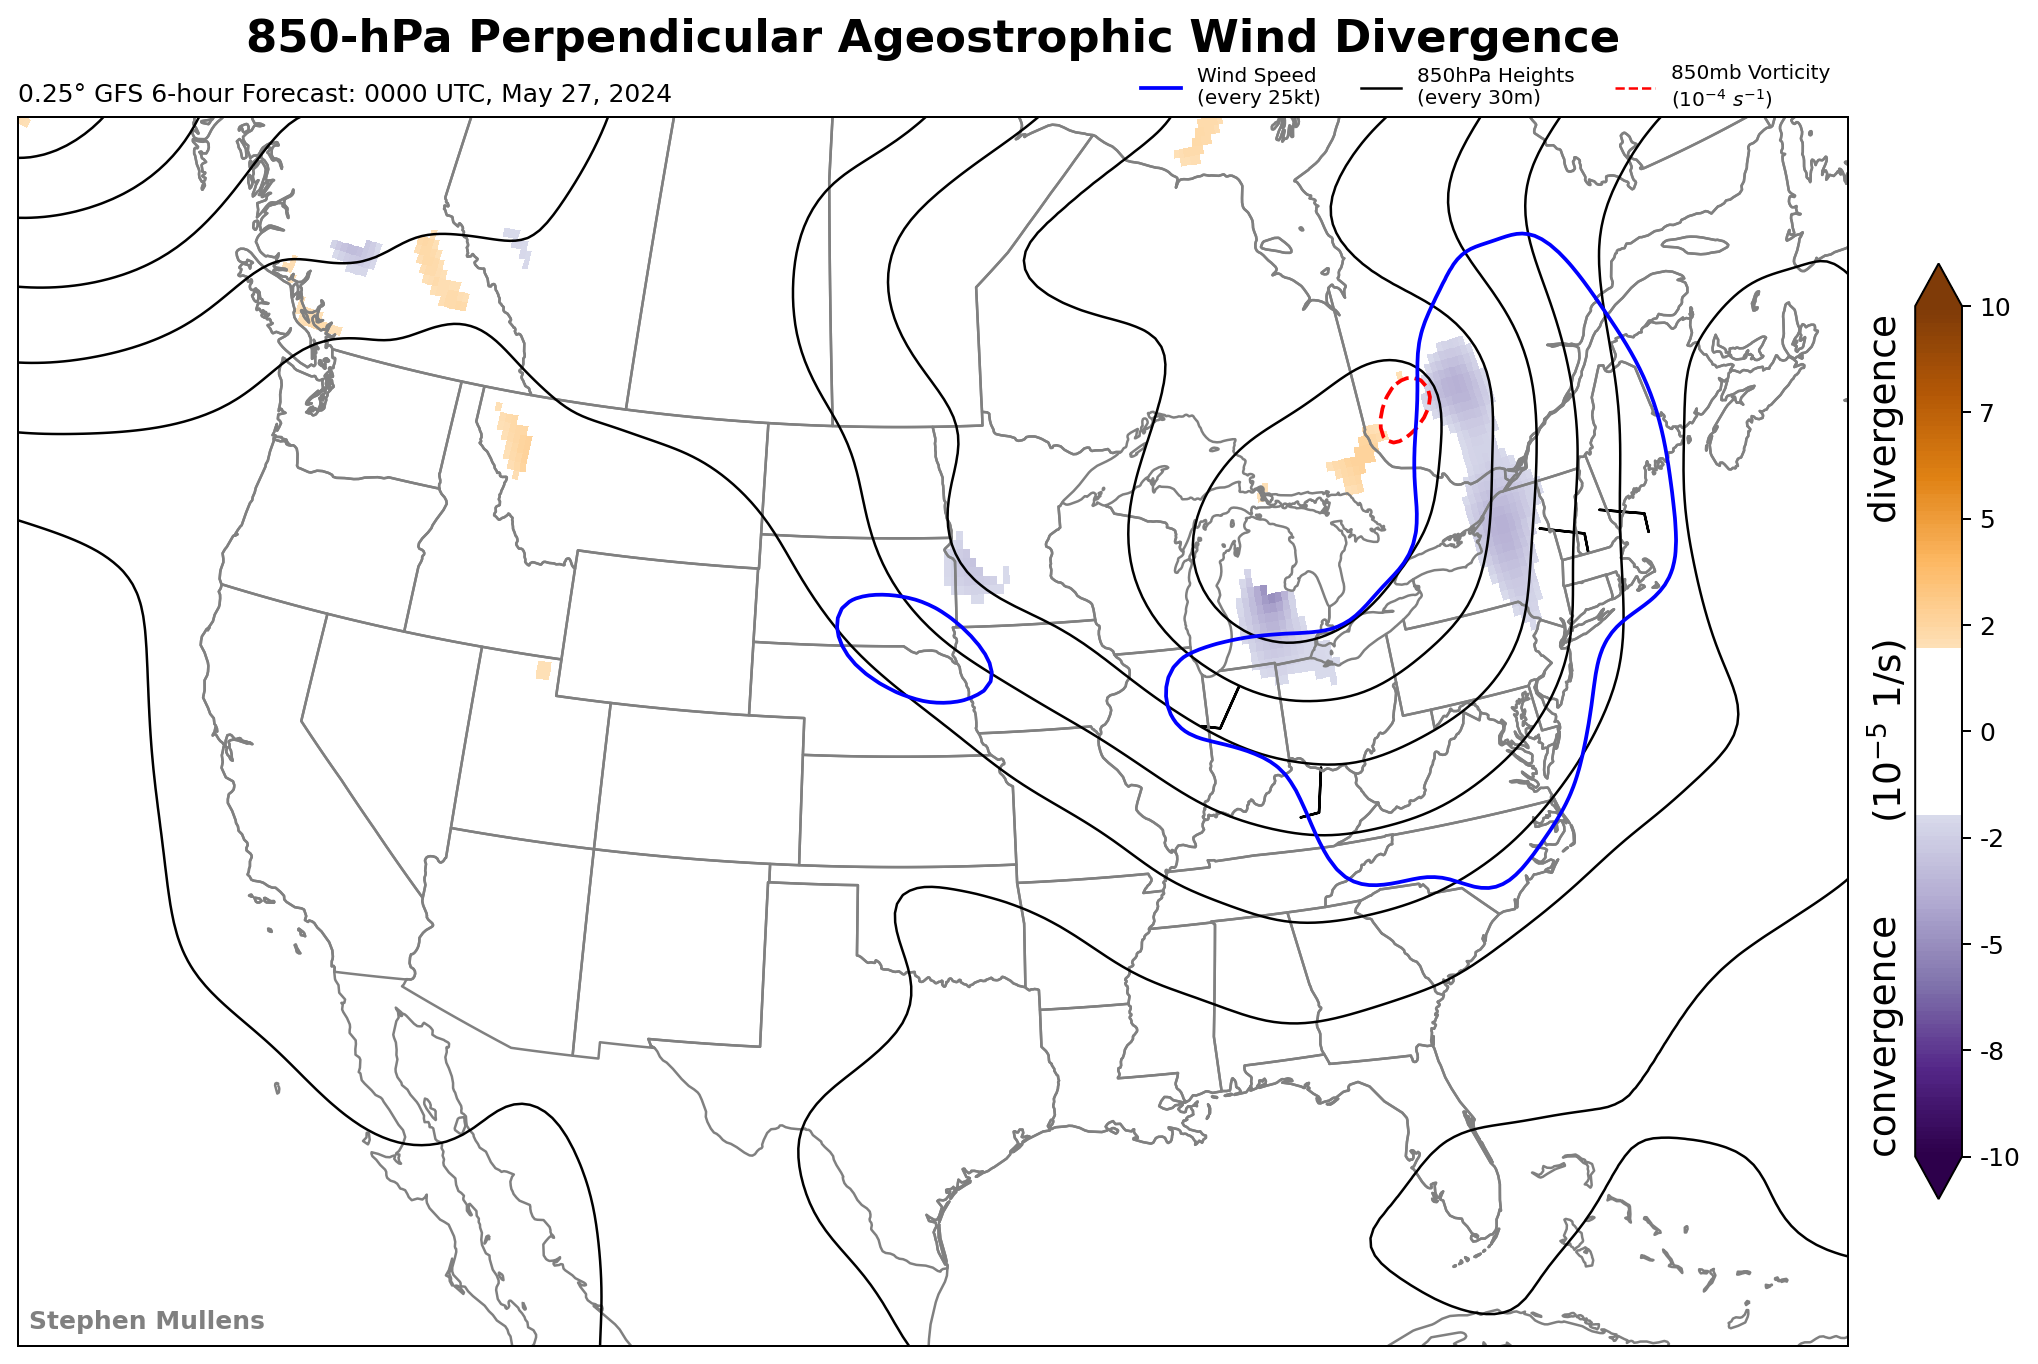 850-hPa Perpendicular Ageostrophic Wind Divergence
0.25° GFS 6-hour Forecast: 0000 UTC, May 27, 2024
Wind Speed
(every 25kt)
850hPa Heights
(every 30m)
850mb Vorticity
(10⁻⁴ s⁻¹)
10
7
5
2
0
-2
-5
-8
-10
convergence (10⁻⁵ 1/s) divergence
Stephen Mullens